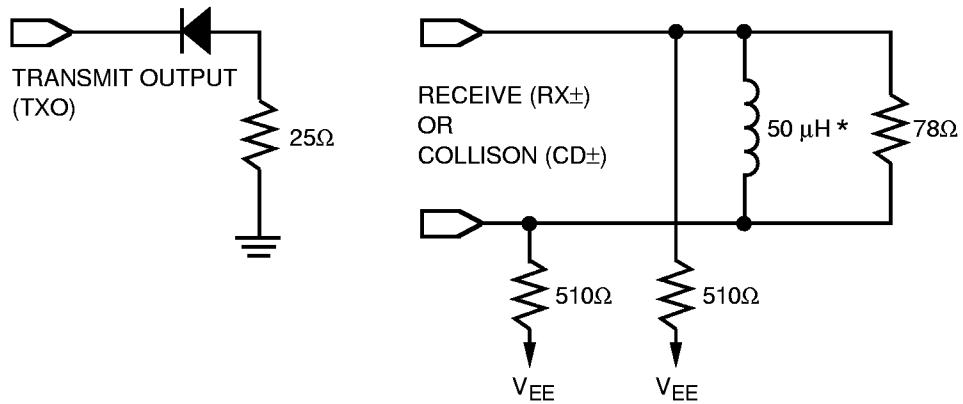 TRANSMIT OUTPUT
(TXO)
25Ω
RECEIVE (RX±)
OR
COLLISON (CD±)
50 μH *
78Ω
510Ω
510Ω
VEE
VEE